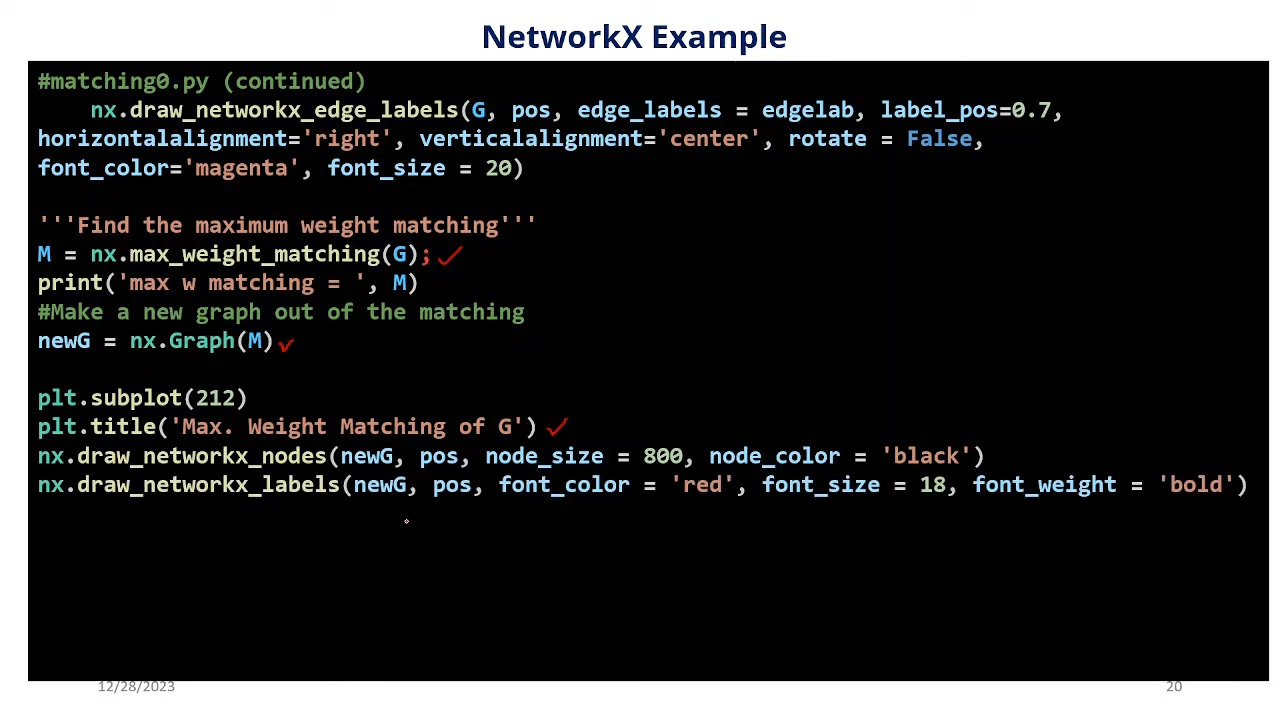 NetworkX Example
#matching0.py (continued)
    nx.draw_networkx_edge_labels(G, pos, edge_labels = edgelab, label_pos=0.7,
horizontalalignment='right', verticalalignment='center', rotate = False,
font_color='magenta', font_size = 20)
'''Find the maximum weight matching'''
M = nx.max_weight_matching(G);
print('max w matching = ', M)
#Make a new graph out of the matching
newG = nx.Graph(M)
plt.subplot(212)
plt.title('Max. Weight Matching of G')
nx.draw_networkx_nodes(newG, pos, node_size = 800, node_color = 'black')
nx.draw_networkx_labels(newG, pos, font_color = 'red', font_size = 18, font_weight = 'bold')
12/28/2023
20